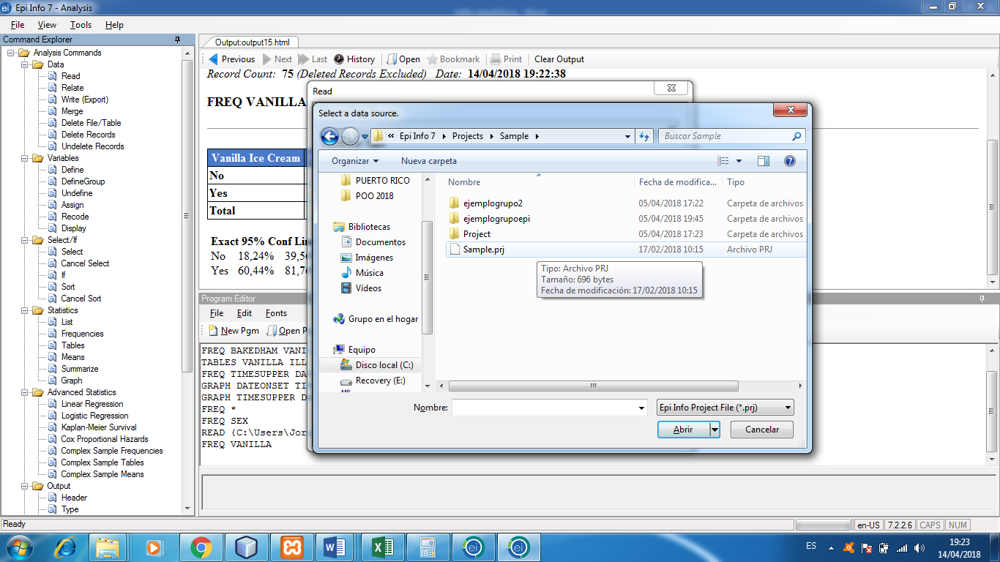 Epi Info 7 - Analysis
File View Tools Help
Command Explorer
Analysis Commands
Data
Read
Relate
Write (Export)
Merge
Delete File/Table
Delete Records
Undelete Records
Variables
Define
DefineGroup
Undefine
Assign
Recode
Display
Select/If
Select
Cancel Select
If
Sort
Cancel Sort
Statistics
List
Frequencies
Tables
Means
Summarize
Graph
Advanced Statistics
Linear Regression
Logistic Regression
Kaplan-Meier Survival
Cox Proportional Hazards
Complex Sample Frequencies
Complex Sample Tables
Complex Sample Means
Output
Header
Type
Output:output15.html
Previous Next Last History Open Bookmark Print Clear Output
Record Count: 75 (Deleted Records Excluded) Date: 14/04/2018 19:22:38
FREQ VANILLA
Vanilla Ice Cream
No
Yes
Total
Exact 95% Conf Lim
No 18,24% 39,5
Yes 60,44% 81,7
Read
Select a data source.
« Epi Info 7 Projects Sample
Buscar Sample
Organizar Nueva carpeta
PUERTO RICO
POO 2018
Bibliotecas
Documentos
Imágenes
Música
Vídeos
Grupo en el hogar
Equipo
Disco local (C:)
Recovery (E:)
Nombre Fecha de modifica... Tipo
ejemplogrupo2 05/04/2018 17:22 Carpeta de archivos
ejemplogrupoepi 05/04/2018 19:45 Carpeta de archivos
Project 05/04/2018 17:23 Carpeta de archivos
Sample.prj 17/02/2018 10:15 Archivo PRJ
Tipo: Archivo PRJ
Tamaño: 696 bytes
Fecha de modificación: 17/02/2018 10:15
Nombre:
Epi Info Project File (*.prj)
Abrir Cancelar
Program Editor
File Edit Fonts
New Pgm Open P
FREQ BAKEDHAM VANI
TABLES VANILLA ILL
FREQ TIMESUPPER DA
GRAPH DATEONSET TI
GRAPH TIMESUPPER D
FREQ *
FREQ SEX
READ {C:\Users\Jor
FREQ VANILLA
Ready
en-US 7.2.2.6 CAPS NUM
ES
19:23
14/04/2018